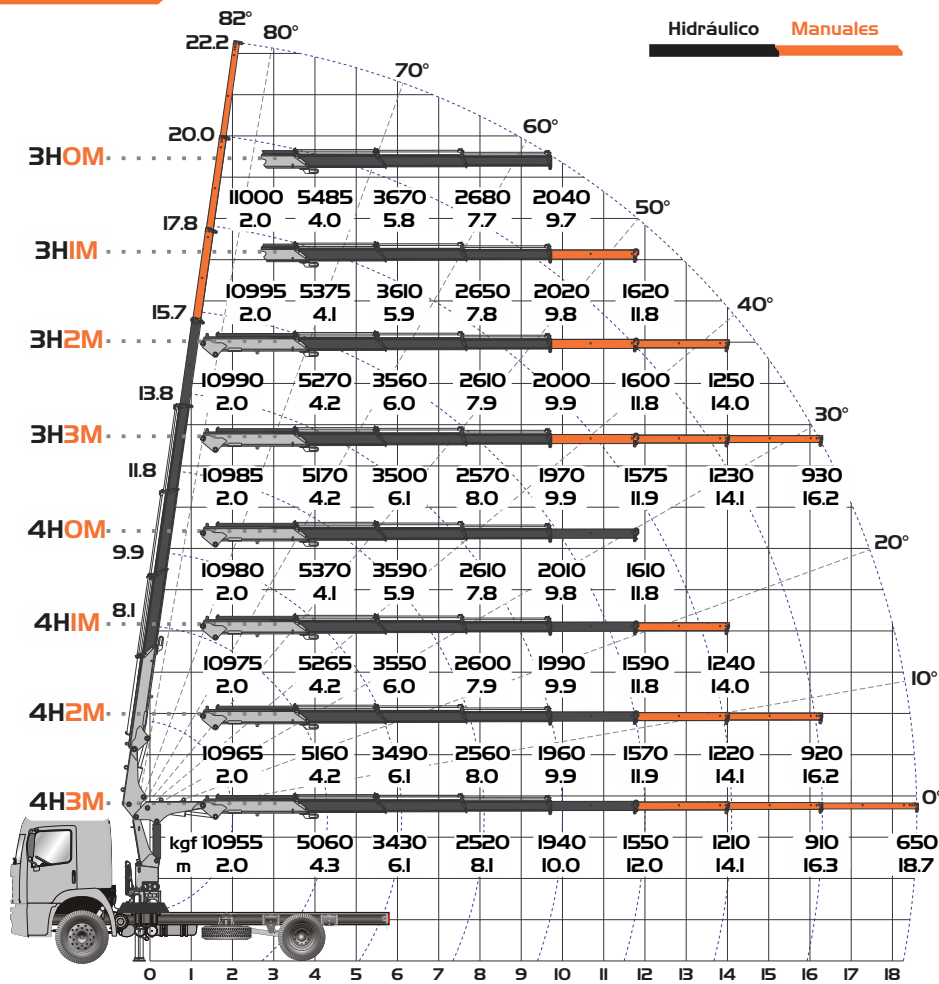 82°
80°
Hidráulico Manuales
22.2
70°
60°
20.0
3H0M
11000 5485 3670 2680 2040
2.0 4.0 5.8 7.7 9.7
50°
17.8
3H1M
10995 5375 3610 2650 2020 1620
2.0 4.1 5.9 7.8 9.8 11.8
40°
15.7
3H2M
10990 5270 3560 2610 2000 1600 1250
2.0 4.2 6.0 7.9 9.9 11.8 14.0
13.8
30°
3H3M
10985 5170 3500 2570 1970 1575 1230 930
2.0 4.2 6.1 8.0 9.9 11.9 14.1 16.2
11.8
4H0M
20°
9.9
10980 5370 3590 2610 2010 1610
2.0 4.1 5.9 7.8 9.8 11.8
8.1
4H1M
10975 5265 3550 2600 1990 1590 1240
2.0 4.2 6.0 7.9 9.9 11.8 14.0
10°
4H2M
10965 5160 3490 2560 1960 1570 1220 920
2.0 4.2 6.1 8.0 9.9 11.9 14.1 16.2
4H3M
0°
kgf 10955 5060 3430 2520 1940 1550 1210 910 650
m 2.0 4.3 6.1 8.1 10.0 12.0 14.1 16.3 18.7
0 1 2 3 4 5 6 7 8 9 10 11 12 13 14 15 16 17 18